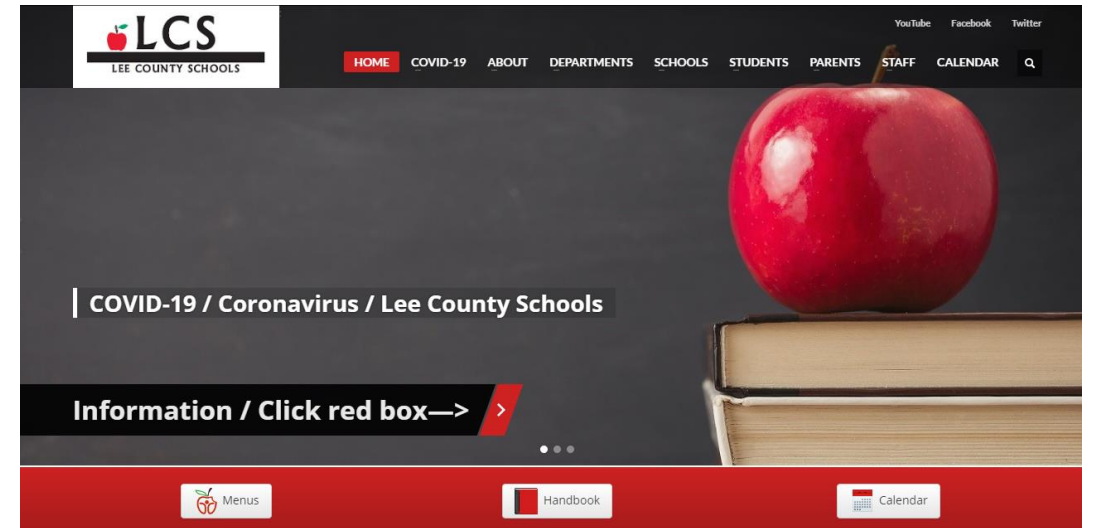 LCS
LEE COUNTY SCHOOLS
YouTube Facebook Twitter
HOME COVID-19 ABOUT DEPARTMENTS SCHOOLS STUDENTS PARENTS STAFF CALENDAR
COVID-19 / Coronavirus / Lee County Schools
Information / Click red box—>
Menus Handbook Calendar